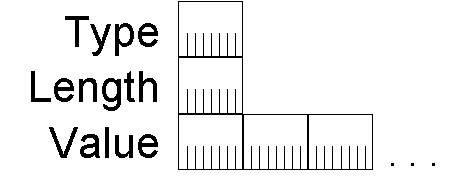 Type
Length
Value . . .